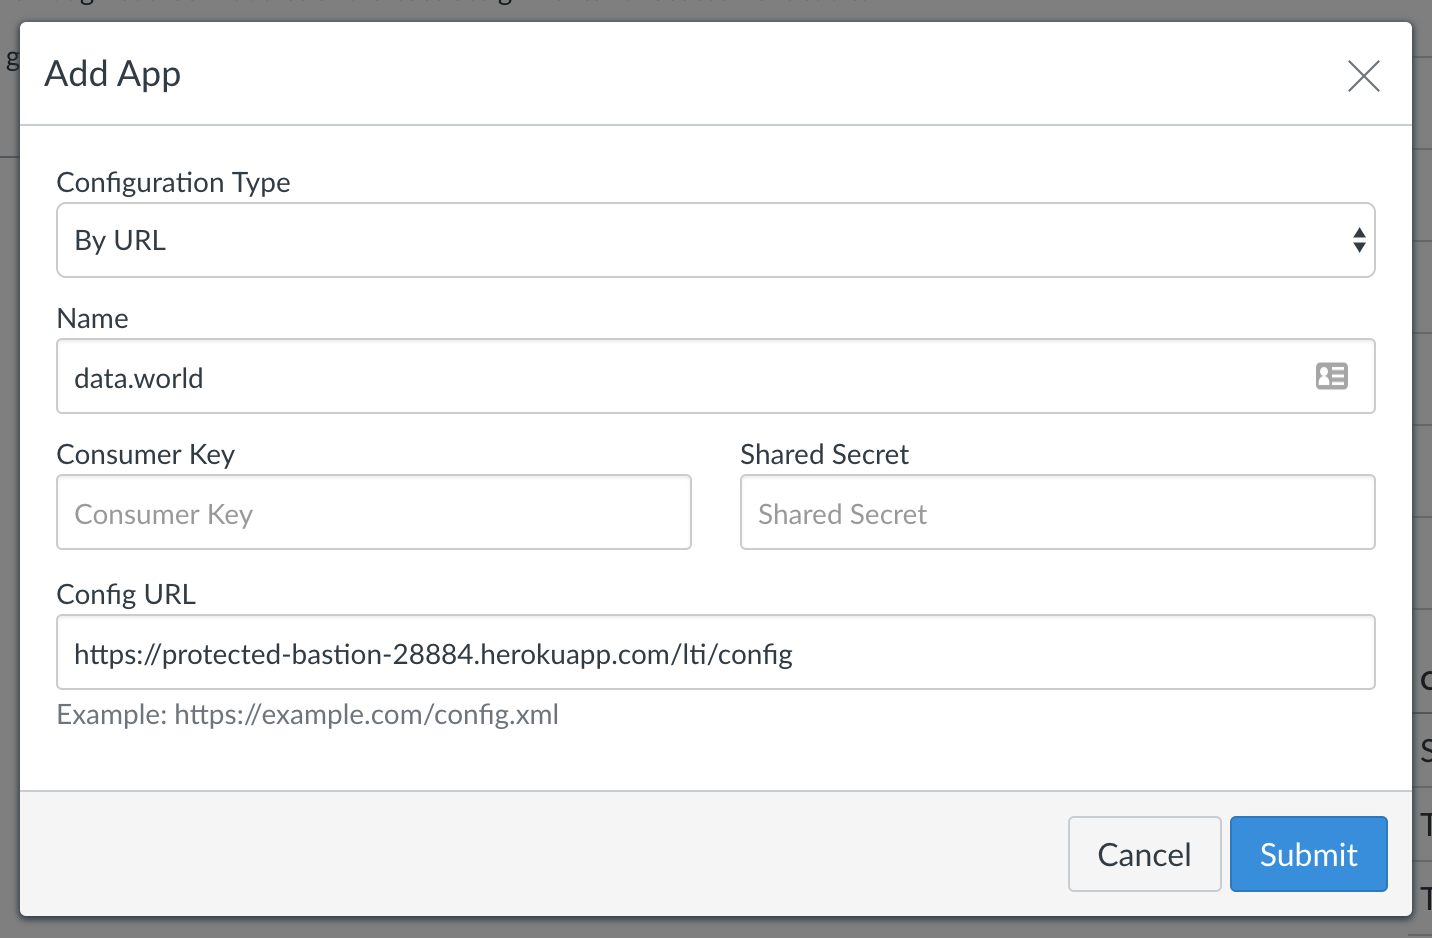 Add App
Configuration Type
By URL
Name
data.world
Consumer Key
Shared Secret
Consumer Key
Shared Secret
Config URL
https://protected-bastion-28884.herokuapp.com/lti/config
Example: https://example.com/config.xml
Cancel
Submit